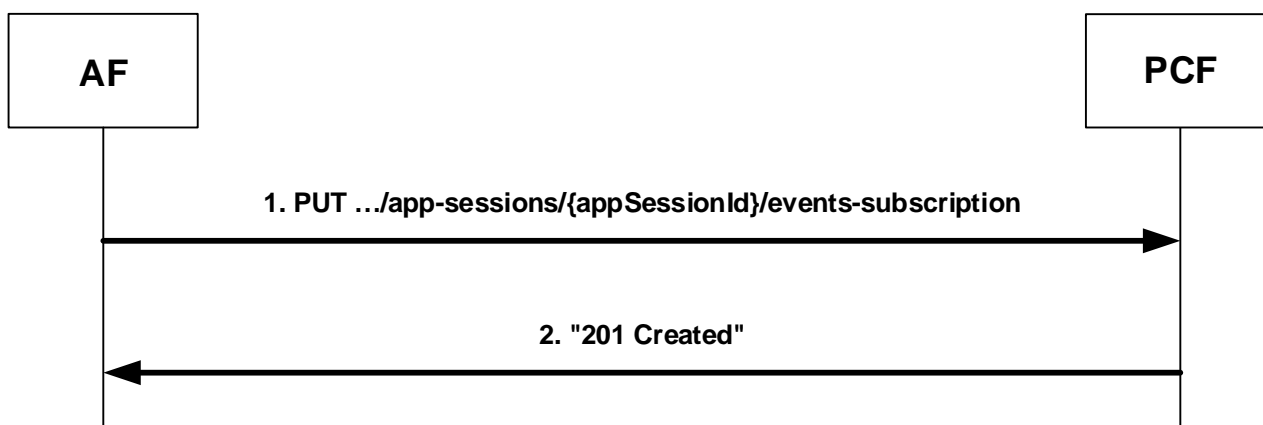 AF
PCF
1. PUT …/app-sessions/{appSessionId}/events-subscription
2. "201 Created"